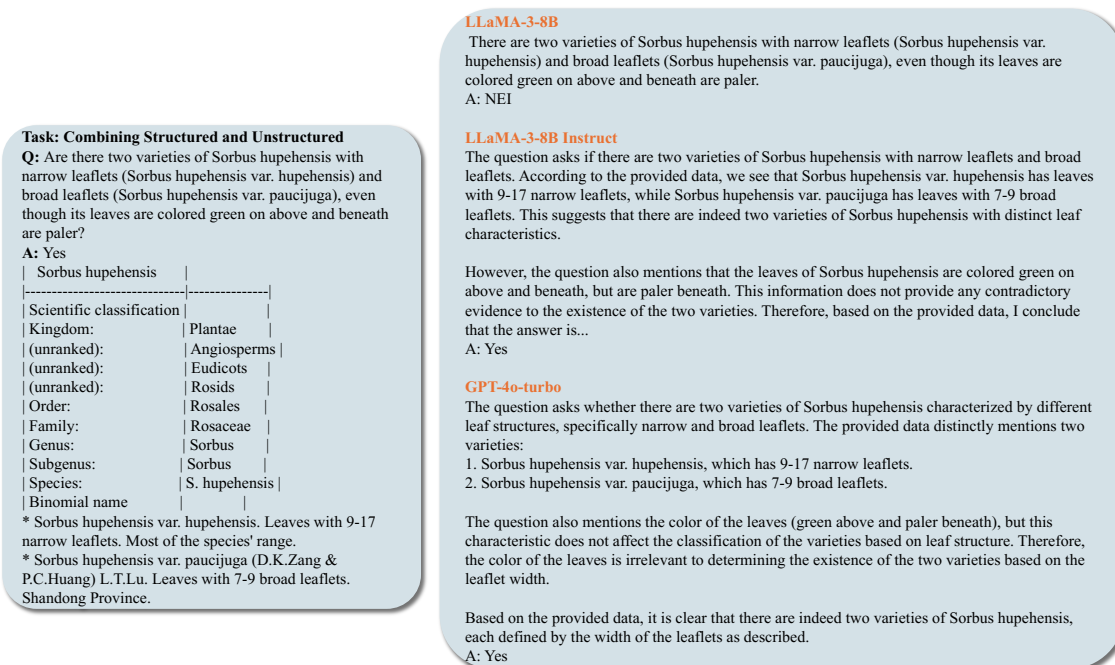 Task: Combining Structured and Unstructured
Q: Are there two varieties of Sorbus hupehensis with
narrow leaflets (Sorbus hupehensis var. hupehensis) and
broad leaflets (Sorbus hupehensis var. paucijuga), even
though its leaves are colored green on above and beneath
are paler?
A: Yes
| Sorbus hupehensis |
|------------------------------|---------------|
| Scientific classification | |
| Kingdom: | Plantae |
| (unranked): | Angiosperms |
| (unranked): | Eudicots |
| (unranked): | Rosids |
| Order: | Rosales |
| Family: | Rosaceae |
| Genus: | Sorbus |
| Subgenus: | Sorbus |
| Species: | S. hupehensis |
| Binomial name | |
* Sorbus hupehensis var. hupehensis. Leaves with 9-17
narrow leaflets. Most of the species' range.
* Sorbus hupehensis var. paucijuga (D.K.Zang &
P.C.Huang) L.T.Lu. Leaves with 7-9 broad leaflets.
Shandong Province.
LLaMA-3-8B
There are two varieties of Sorbus hupehensis with narrow leaflets (Sorbus hupehensis var.
hupehensis) and broad leaflets (Sorbus hupehensis var. paucijuga), even though its leaves are
colored green on above and beneath are paler.
A: NEI
LLaMA-3-8B Instruct
The question asks if there are two varieties of Sorbus hupehensis with narrow leaflets and broad
leaflets. According to the provided data, we see that Sorbus hupehensis var. hupehensis has leaves
with 9-17 narrow leaflets, while Sorbus hupehensis var. paucijuga has leaves with 7-9 broad
leaflets. This suggests that there are indeed two varieties of Sorbus hupehensis with distinct leaf
characteristics.
However, the question also mentions that the leaves of Sorbus hupehensis are colored green on
above and beneath, but are paler beneath. This information does not provide any contradictory
evidence to the existence of the two varieties. Therefore, based on the provided data, I conclude
that the answer is...
A: Yes
GPT-4o-turbo
The question asks whether there are two varieties of Sorbus hupehensis characterized by different
leaf structures, specifically narrow and broad leaflets. The provided data distinctly mentions two
varieties:
1. Sorbus hupehensis var. hupehensis, which has 9-17 narrow leaflets.
2. Sorbus hupehensis var. paucijuga, which has 7-9 broad leaflets.
The question also mentions the color of the leaves (green above and paler beneath), but this
characteristic does not affect the classification of the varieties based on leaf structure. Therefore,
the color of the leaves is irrelevant to determining the existence of the two varieties based on the
leaflet width.
Based on the provided data, it is clear that there are indeed two varieties of Sorbus hupehensis,
each defined by the width of the leaflets as described.
A: Yes